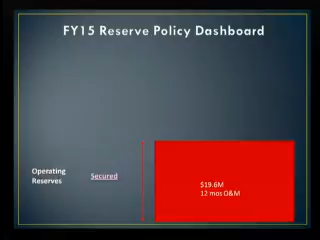 FY15 Reserve Policy Dashboard
Operating
Reserves
Secured
$19.6M
12 mos O&M